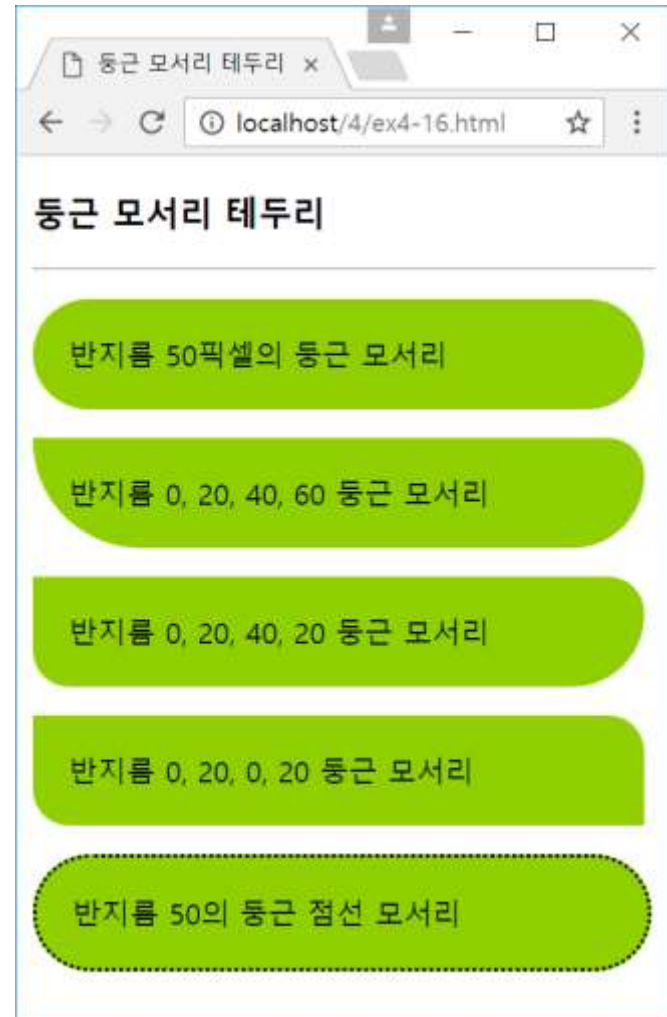 둥근 모서리 테두리
localhost/4/ex4-16.html
둥근 모서리 테두리
반지름 50픽셀의 둥근 모서리
반지름 0, 20, 40, 60 둥근 모서리
반지름 0, 20, 40, 20 둥근 모서리
반지름 0, 20, 0, 20 둥근 모서리
반지름 50의 둥근 점선 모서리